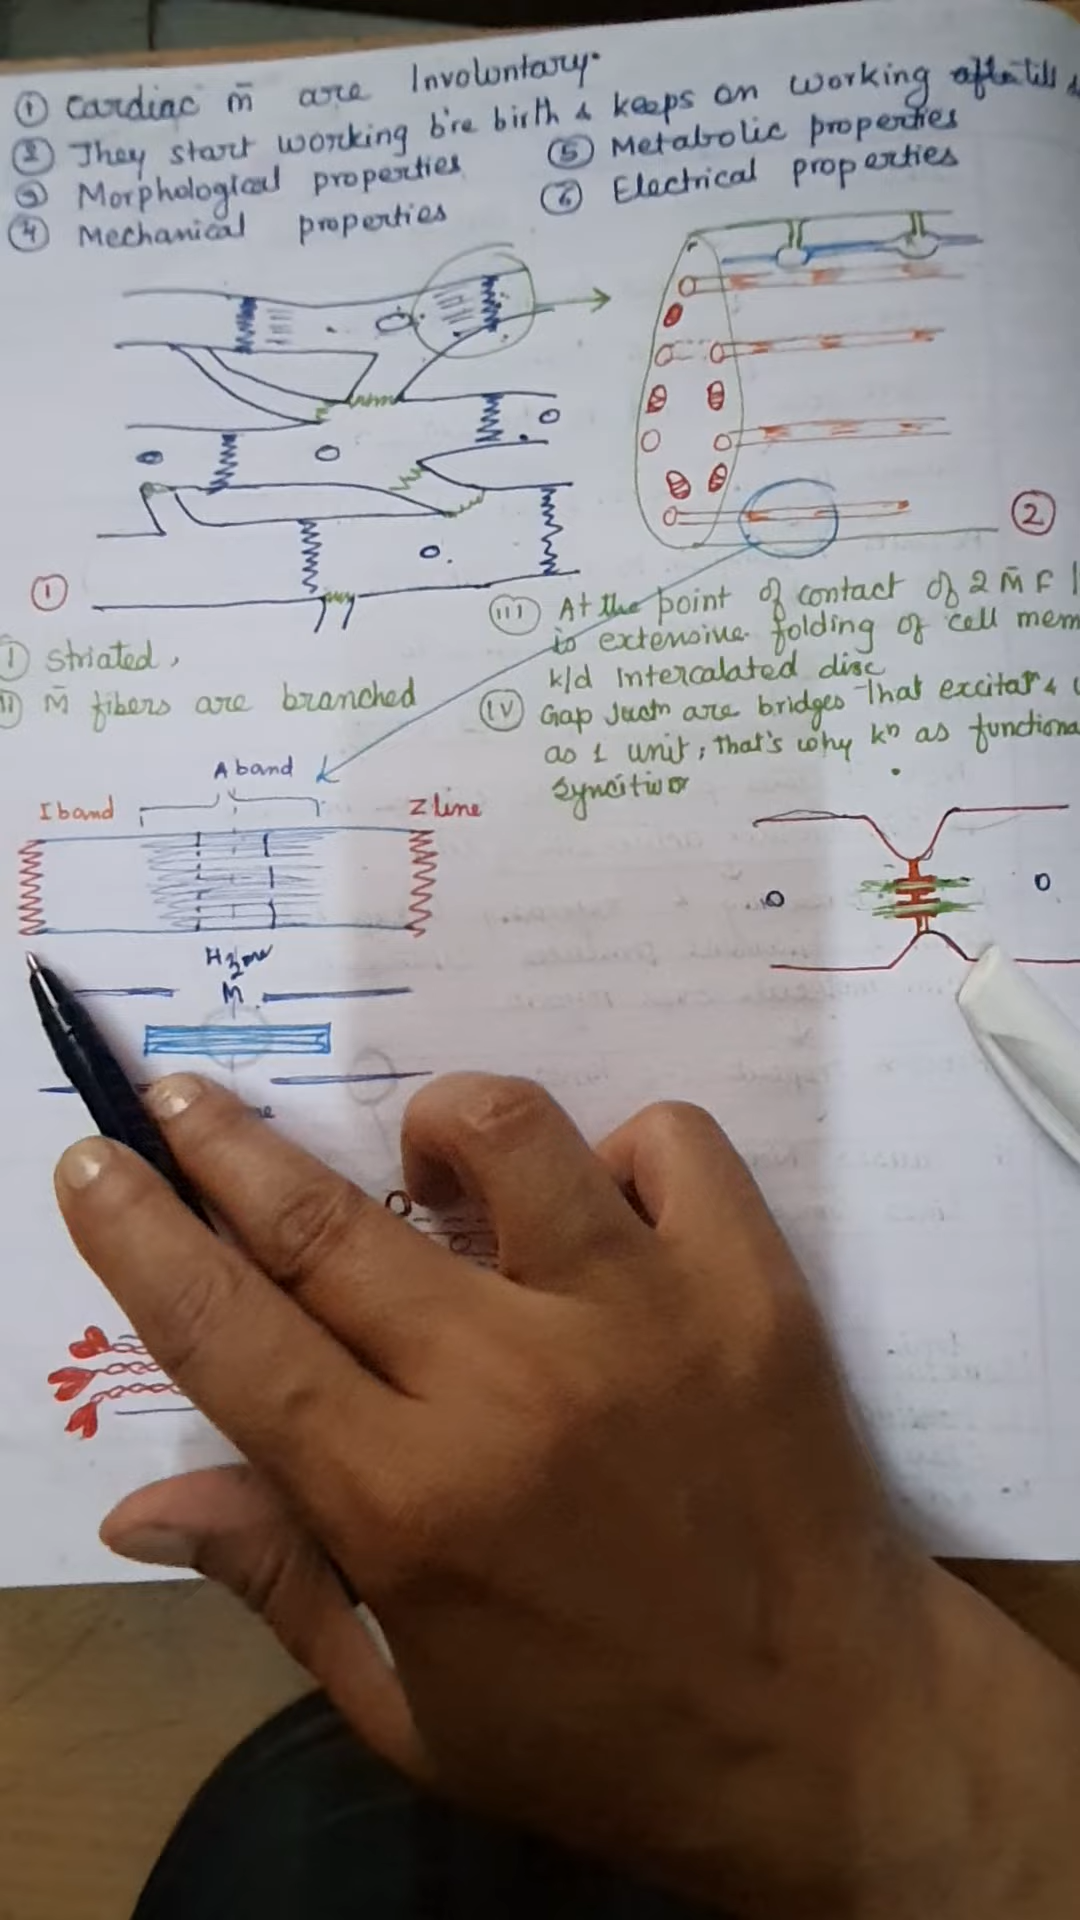 ① Cardiac m̄ are Involuntary.
② They start working b're birth & keeps on working till
③ Morphological properties
④ Mechanical properties
⑤ Metabolic properties
⑥ Electrical properties
①
②
I striated,
II m̄ fibers are branched
III At the point of contact of 2 m̄ F
is extensive folding of cell mem
k/d Intercalated disc
IV Gap Junctn are bridges that excitatn &
as 1 unit, that's why kn as functiona
syncitium
A band
I band
Z line
H zone
M